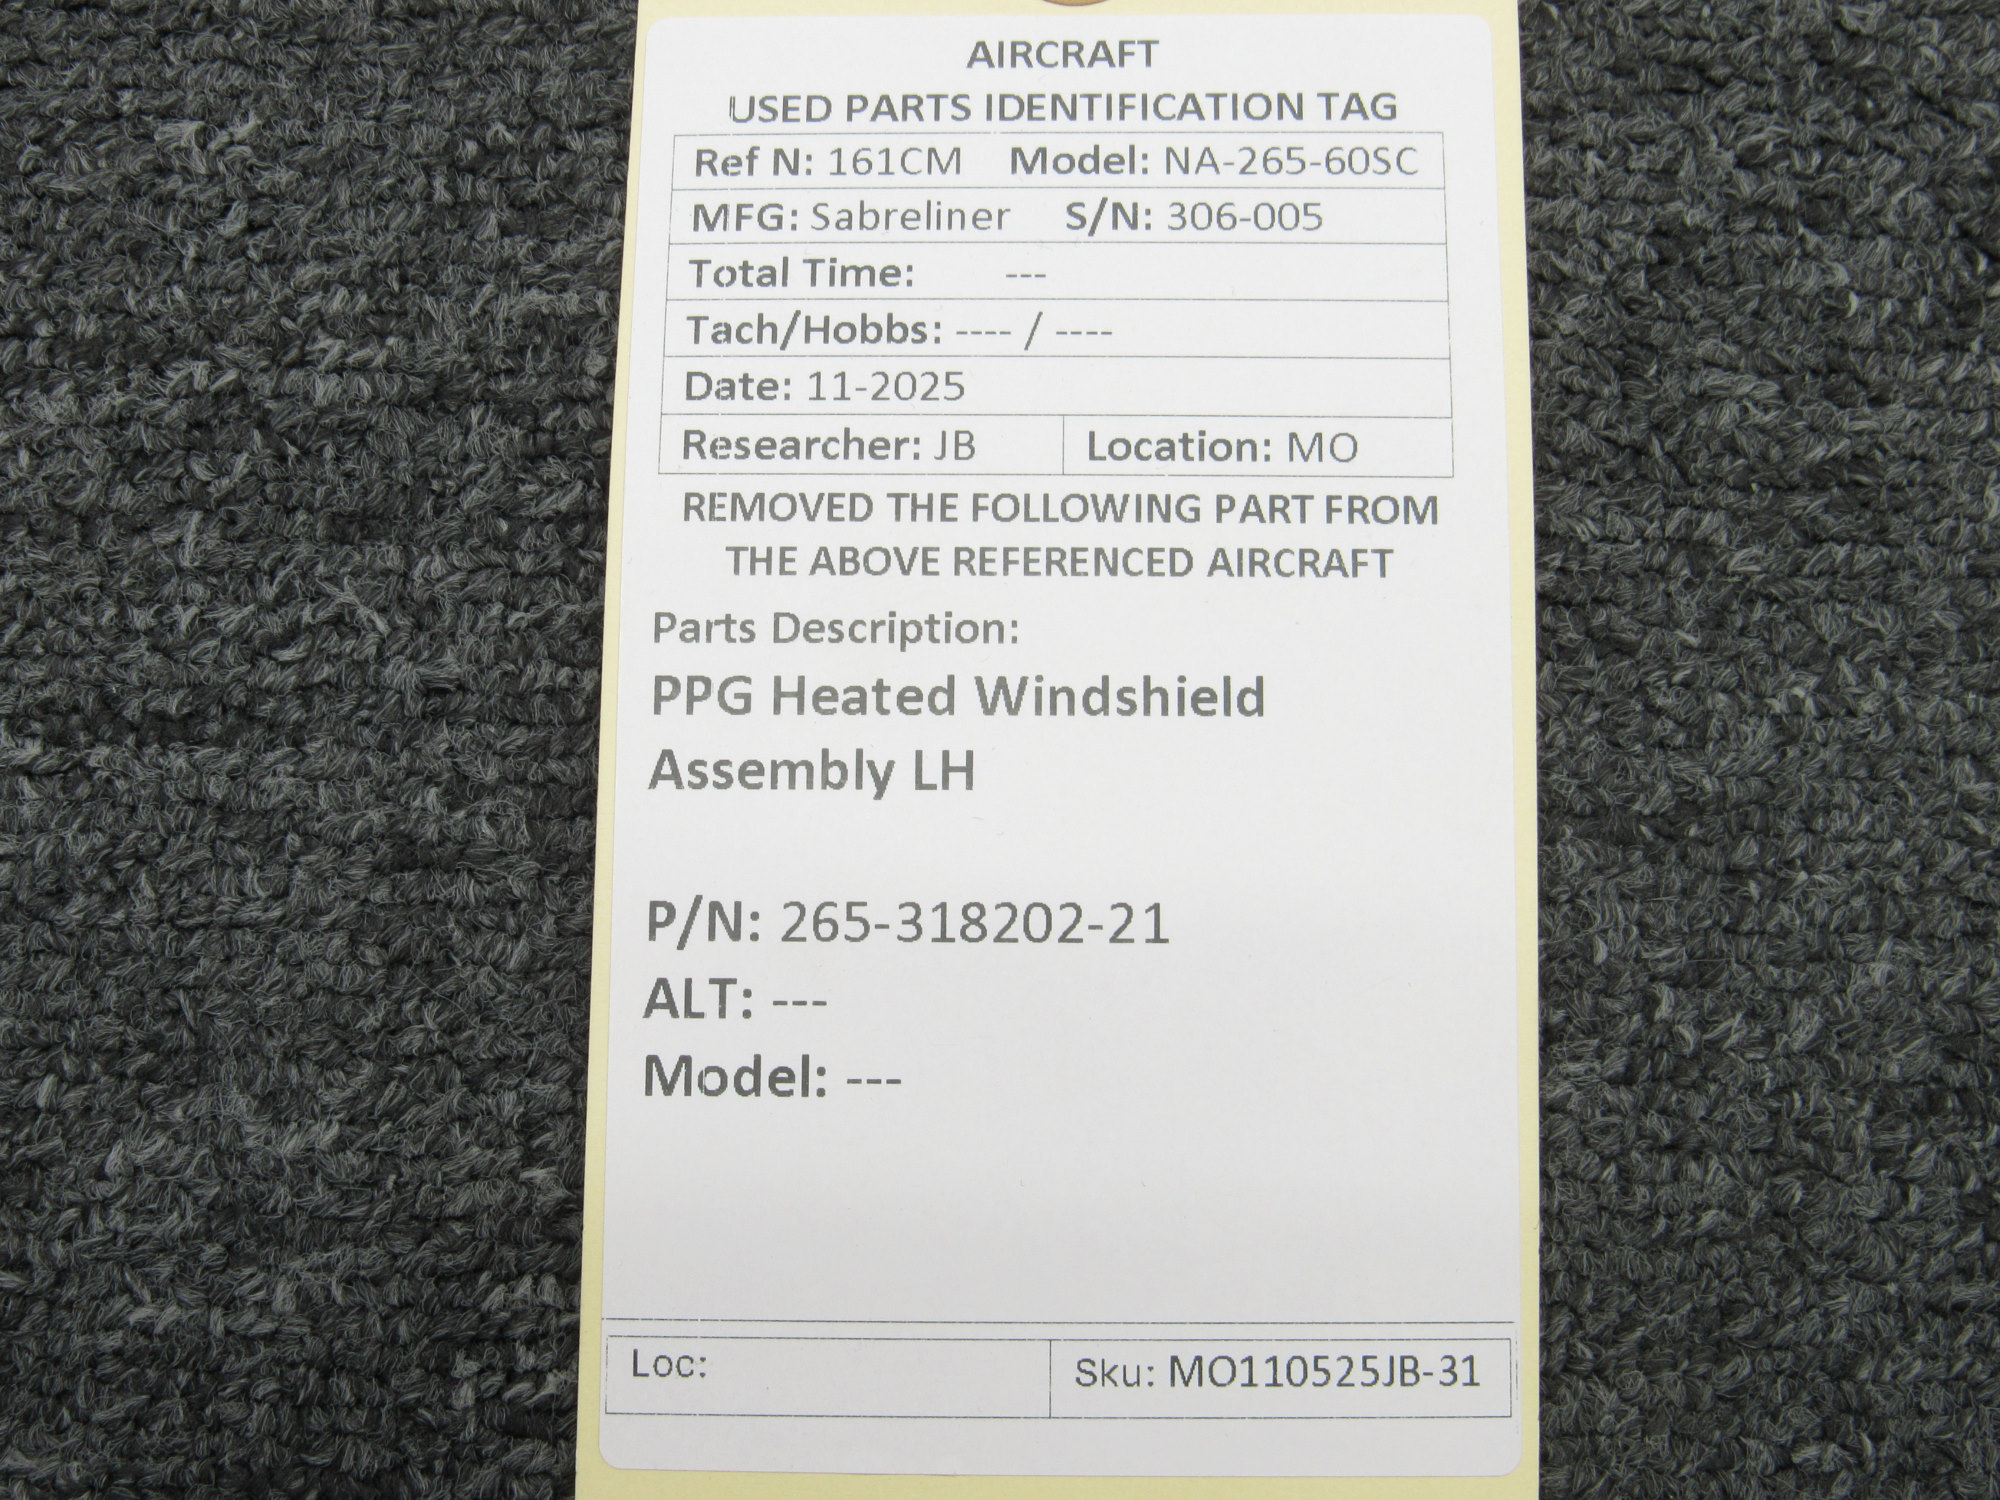 AIRCRAFT
USED PARTS IDENTIFICATION TAG
Ref N: 161CM Model: NA-265-60SC
MFG: Sabreliner S/N: 306-005
Total Time: ---
Tach/Hobbs: ---- / ----
Date: 11-2025
Researcher: JB Location: MO
REMOVED THE FOLLOWING PART FROM
THE ABOVE REFERENCED AIRCRAFT
Parts Description:
PPG Heated Windshield
Assembly LH
P/N: 265-318202-21
ALT: ---
Model: ---
Loc: Sku: MO110525JB-31